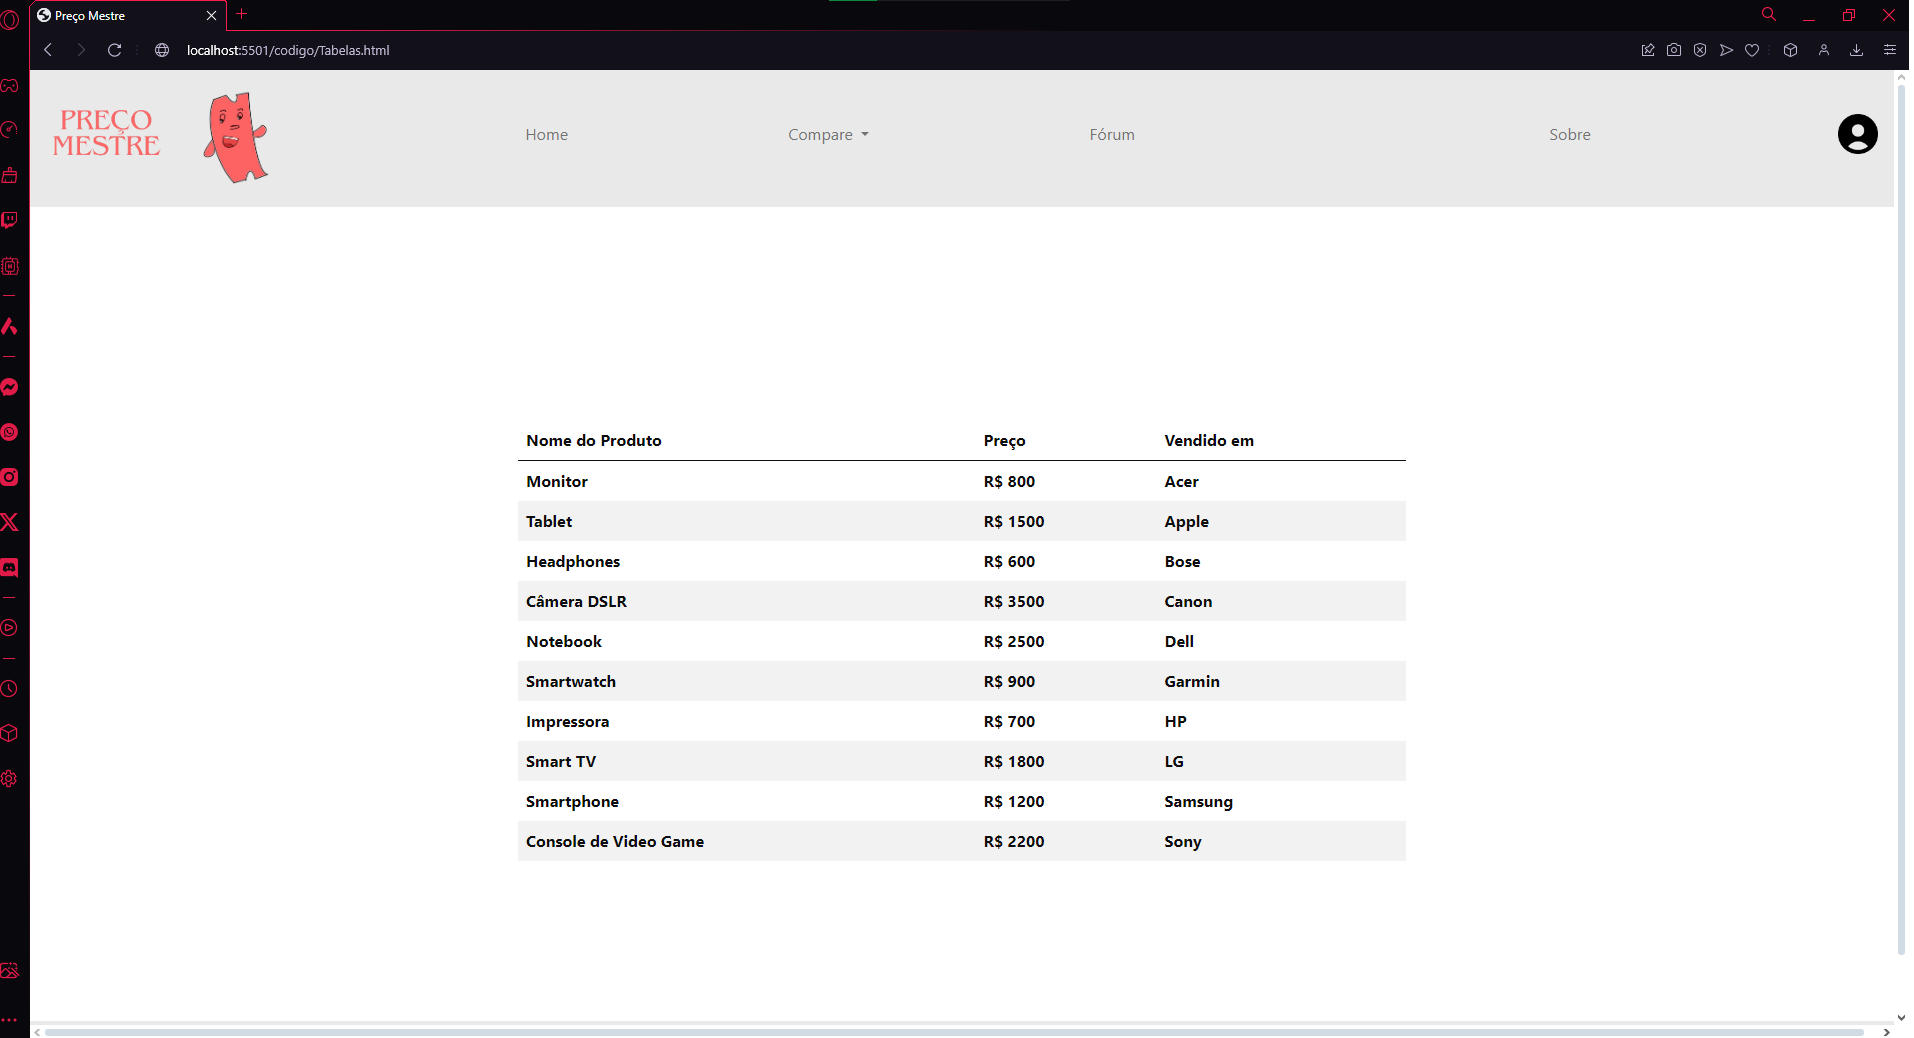 Preço Mestre
localhost:5501/codigo/Tabelas.html
PREÇO
MESTRE
Home
Compare
Fórum
Sobre
Nome do Produto Preço Vendido em
Monitor R$ 800 Acer
Tablet R$ 1500 Apple
Headphones R$ 600 Bose
Câmera DSLR R$ 3500 Canon
Notebook R$ 2500 Dell
Smartwatch R$ 900 Garmin
Impressora R$ 700 HP
Smart TV R$ 1800 LG
Smartphone R$ 1200 Samsung
Console de Video Game R$ 2200 Sony